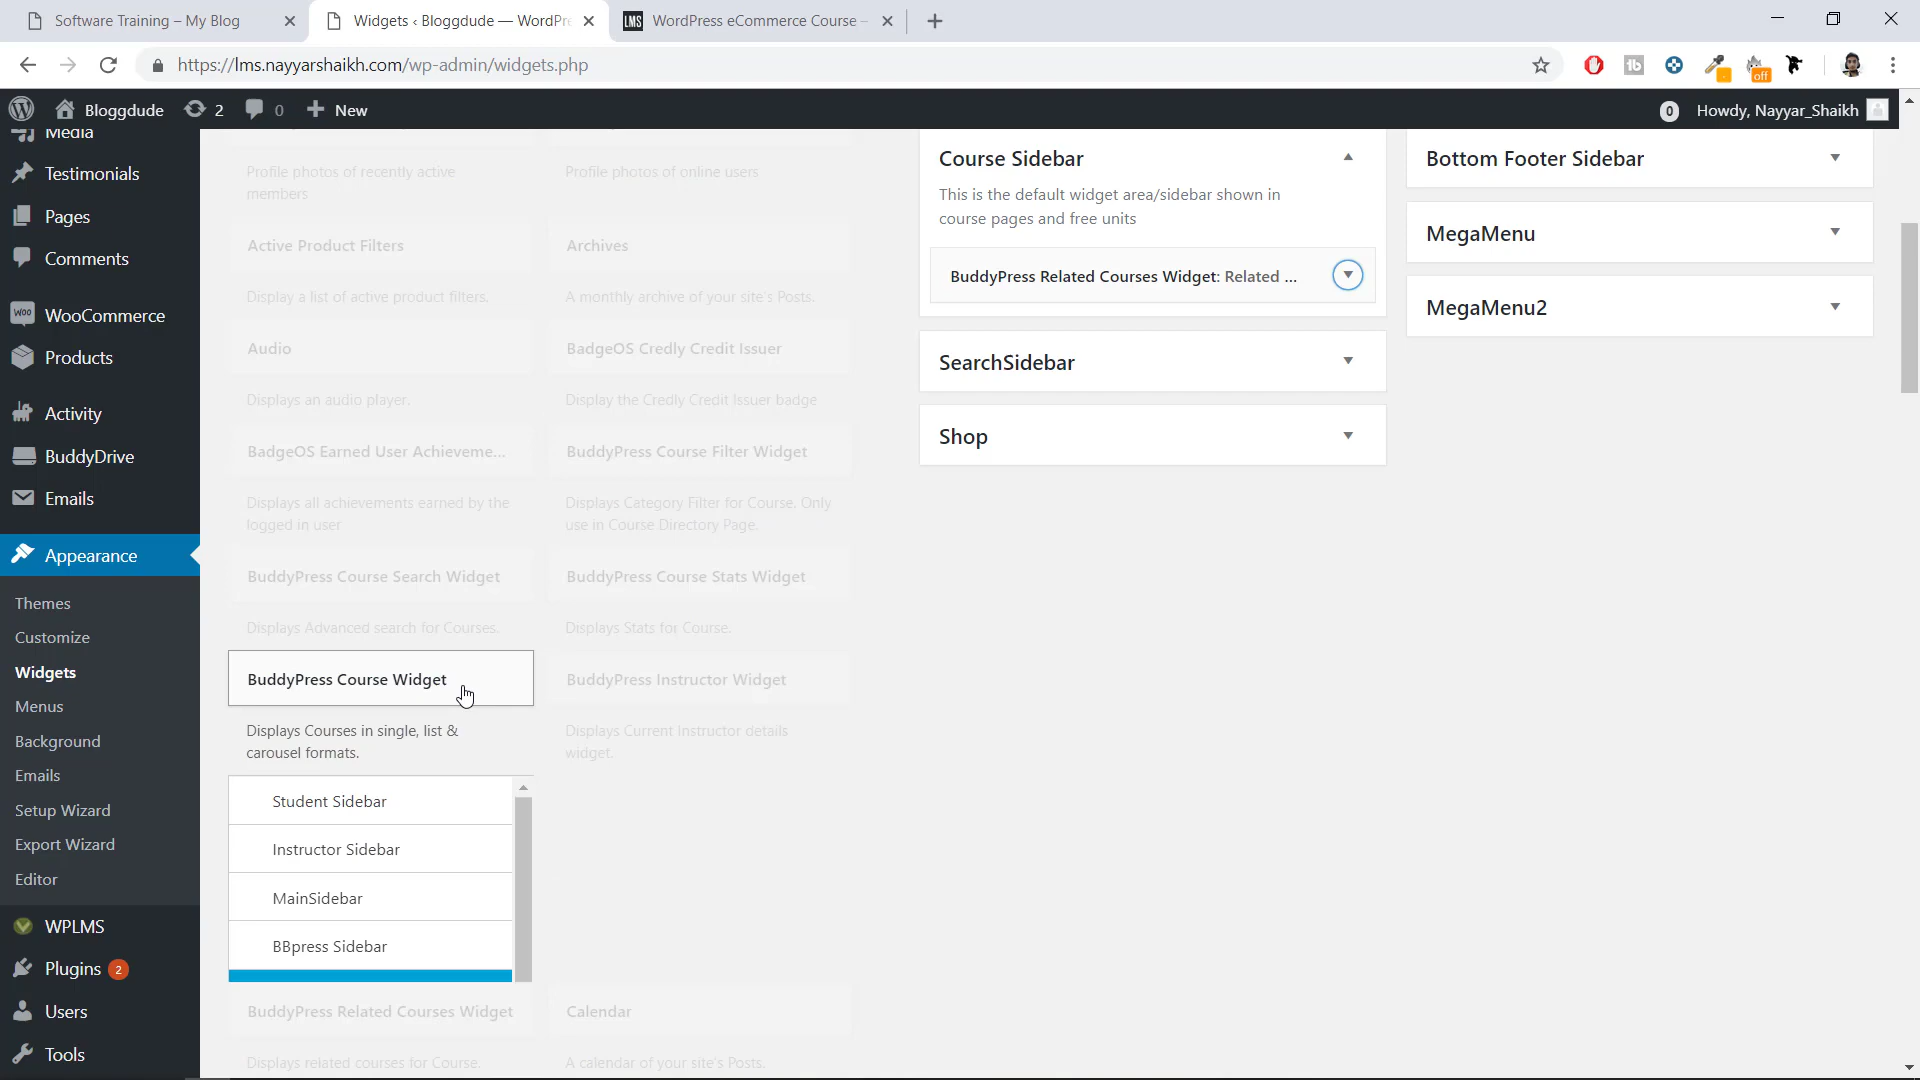 Software Training – My Blog
Widgets ‹ Bloggdude — WordPr
LMS WordPress eCommerce Course –
https://lms.nayyarshaikh.com/wp-admin/widgets.php
off
Bloggdude 2 0 New
0 Howdy, Nayyar_Shaikh
Media
Testimonials
Pages
Comments
WooCommerce
Products
Activity
BuddyDrive
Emails
Appearance
Themes
Customize
Widgets
Menus
Background
Emails
Setup Wizard
Export Wizard
Editor
WPLMS
Plugins 2
Users
Tools
Profile photos of recently active
members
Profile photos of online users
Active Product Filters
Archives
Display a list of active product filters.
A monthly archive of your site's Posts.
Audio
BadgeOS Credly Credit Issuer
Displays an audio player.
Display the Credly Credit Issuer badge
BadgeOS Earned User Achieveme...
BuddyPress Course Filter Widget
Displays all achievements earned by the
logged in user
Displays Category Filter for Course. Only
use in Course Directory Page.
BuddyPress Course Search Widget
BuddyPress Course Stats Widget
Displays Advanced search for Courses.
Displays Stats for Course.
BuddyPress Course Widget
BuddyPress Instructor Widget
Displays Courses in single, list &
carousel formats.
Displays Current Instructor details
widget.
Student Sidebar
Instructor Sidebar
MainSidebar
BBpress Sidebar
BuddyPress Related Courses Widget
Calendar
Displays related courses for Course.
A calendar of your site's Posts.
Course Sidebar
This is the default widget area/sidebar shown in
course pages and free units
BuddyPress Related Courses Widget: Related ...
SearchSidebar
Shop
Bottom Footer Sidebar
MegaMenu
MegaMenu2